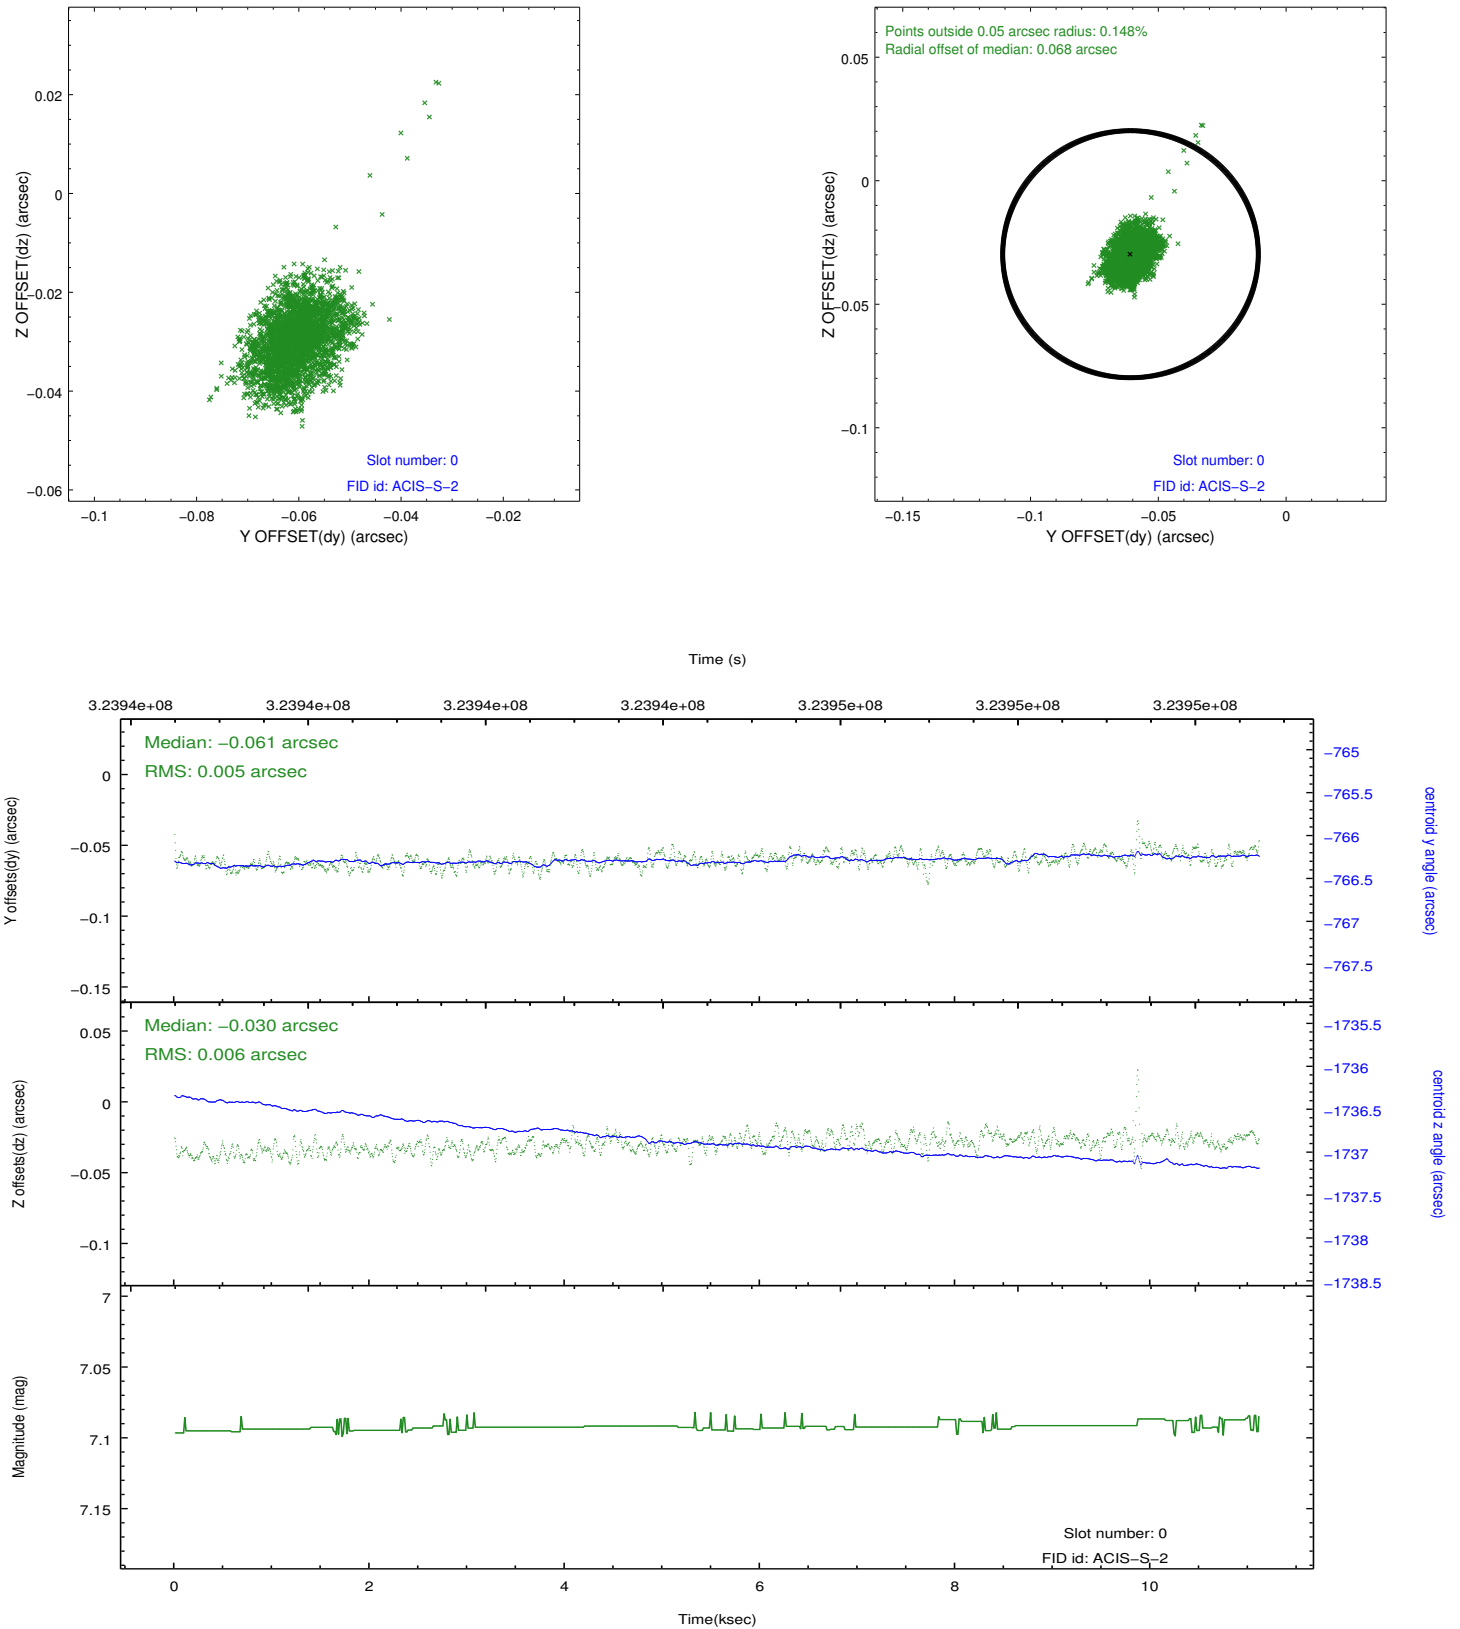 0.02
0
−0.02
−0.04
−0.06
Z OFFSET(dz) (arcsec)
Slot number: 0
FID id: ACIS−S−2
−0.1
−0.08
−0.06
−0.04
−0.02
Y OFFSET(dy) (arcsec)
Points outside 0.05 arcsec radius: 0.148%
Radial offset of median: 0.068 arcsec
0.05
0
−0.05
−0.1
Z OFFSET(dz) (arcsec)
Slot number: 0
FID id: ACIS−S−2
−0.15
−0.1
−0.05
0
Y OFFSET(dy) (arcsec)
Time (s)
3.2394e+08
3.2394e+08
3.2394e+08
3.2394e+08
3.2395e+08
3.2395e+08
3.2395e+08
Median: −0.061 arcsec
RMS: 0.005 arcsec
0
−0.05
−0.1
−0.15
Y offsets(dy) (arcsec)
−765
−765.5
−766
−766.5
−767
−767.5
centroid y angle (arcsec)
Median: −0.030 arcsec
RMS: 0.006 arcsec
0.05
0
−0.05
−0.1
Z offsets(dz) (arcsec)
−1735.5
−1736
−1736.5
−1737
−1737.5
−1738
−1738.5
centroid z angle (arcsec)
7
7.05
7.1
7.15
Magnitude (mag)
Slot number: 0
FID id: ACIS−S−2
0
2
4
6
8
10
Time(ksec)